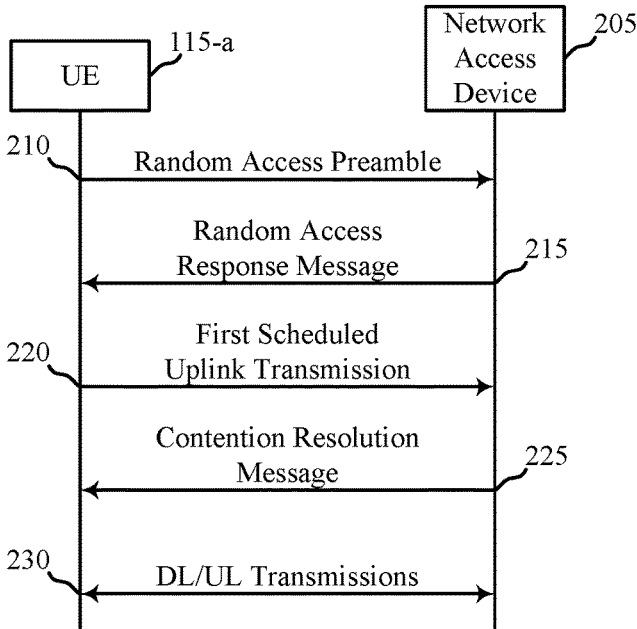 UE
115-a
Network
Access
Device
205
210
Random Access Preamble
Random Access
Response Message
215
First Scheduled
Uplink Transmission
220
Contention Resolution
Message
225
230
DL/UL Transmissions